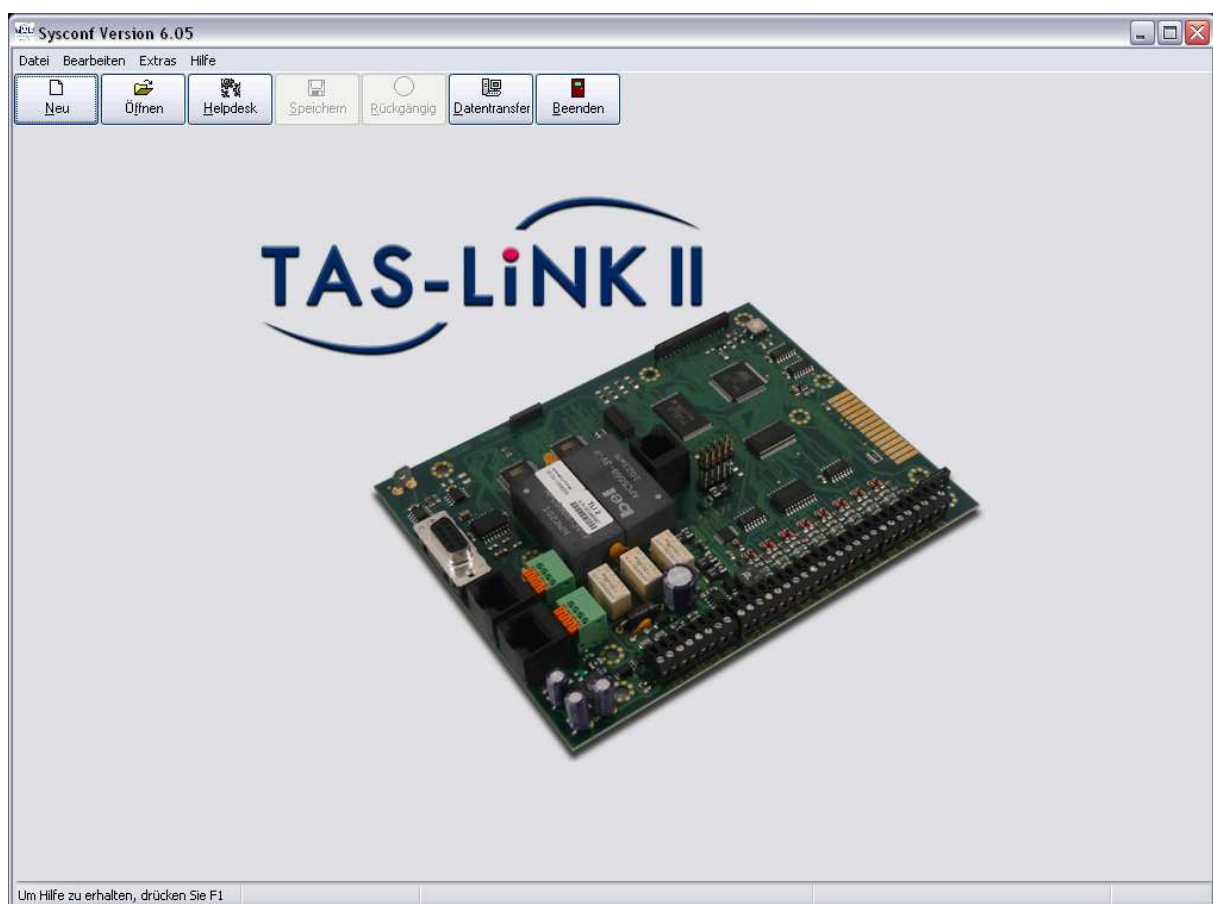 Sysconf Version 6.05
Datei Bearbeiten Extras Hilfe
Neu Öffnen Helpdesk Speichern Rückgängig Datentransfer Beenden
TAS-LiNK II
bel
Um Hilfe zu erhalten, drücken Sie F1